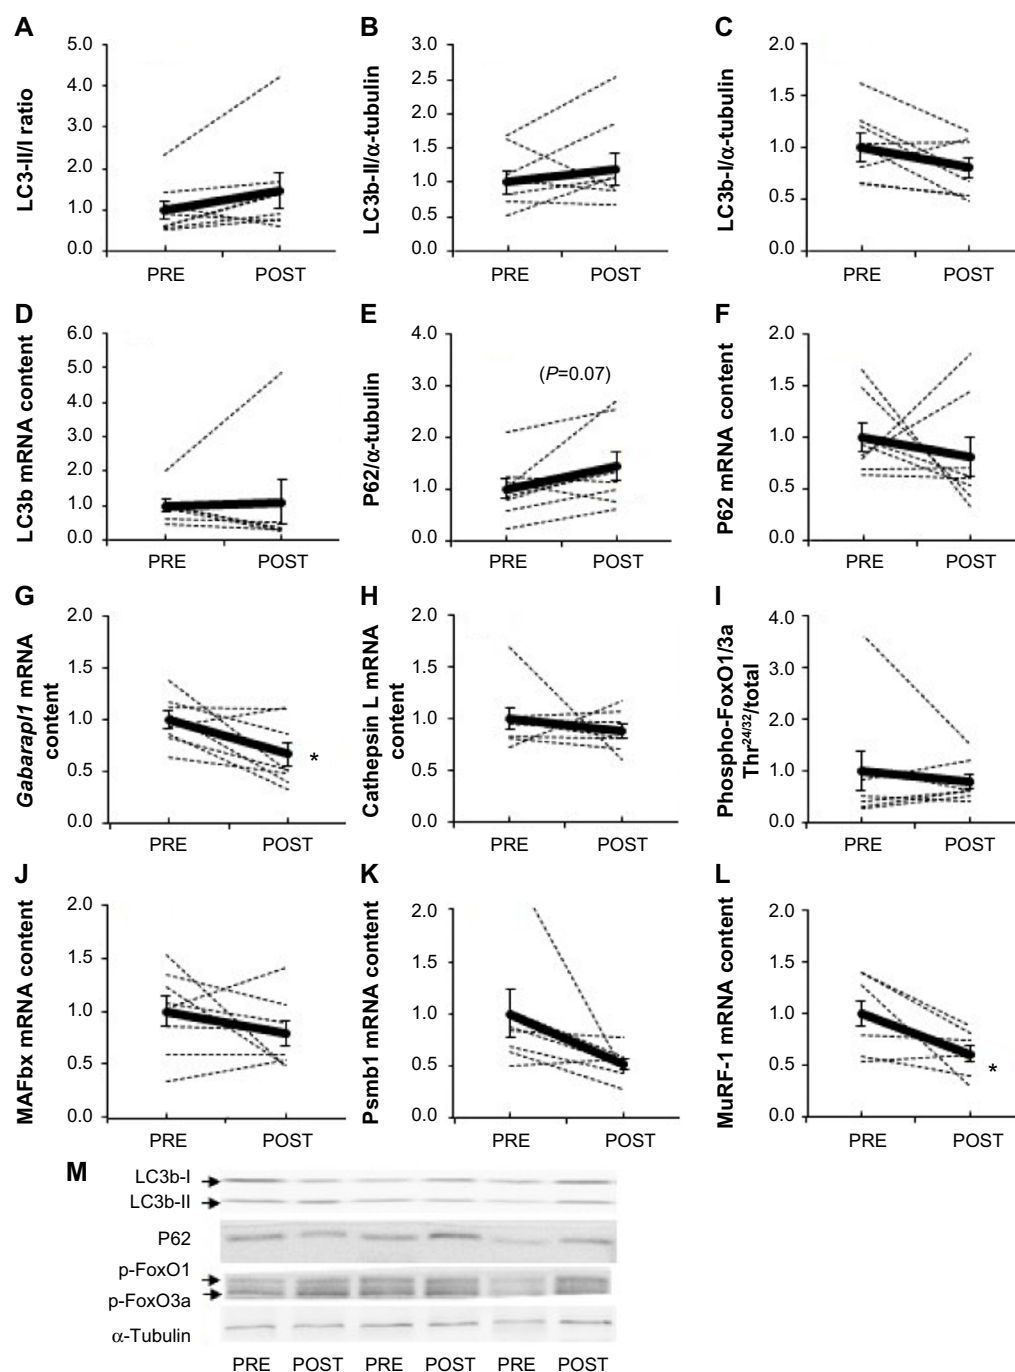 A
LC3-II/I ratio
5.0
4.0
3.0
2.0
1.0
0.0
PRE
POST
B
LC3b-II/α-tubulin
3.0
2.5
2.0
1.5
1.0
0.5
0.0
PRE
POST
C
LC3b-I/α-tubulin
2.0
1.5
1.0
0.5
0.0
PRE
POST
D
LC3b mRNA content
6.0
5.0
4.0
3.0
2.0
1.0
0.0
PRE
POST
E
P62/α-tubulin
4.0
3.0
2.0
1.0
0.0
(P=0.07)
PRE
POST
F
P62 mRNA content
2.0
1.5
1.0
0.5
0.0
PRE
POST
G
Gabarapl1 mRNA
content
2.0
1.5
1.0
0.5
0.0
*
PRE
POST
H
Cathepsin L mRNA
content
2.0
1.5
1.0
0.5
0.0
PRE
POST
I
Phospho-FoxO1/3a
Thr24/32/total
4.0
3.0
2.0
1.0
0.0
PRE
POST
J
MAFbx mRNA content
2.0
1.5
1.0
0.5
0.0
PRE
POST
K
Psmb1 mRNA content
2.0
1.5
1.0
0.5
0.0
PRE
POST
L
MuRF-1 mRNA content
2.0
1.5
1.0
0.5
0.0
*
PRE
POST
M
LC3b-I
LC3b-II
P62
p-FoxO1
p-FoxO3a
α-Tubulin
PRE POST PRE POST PRE POST